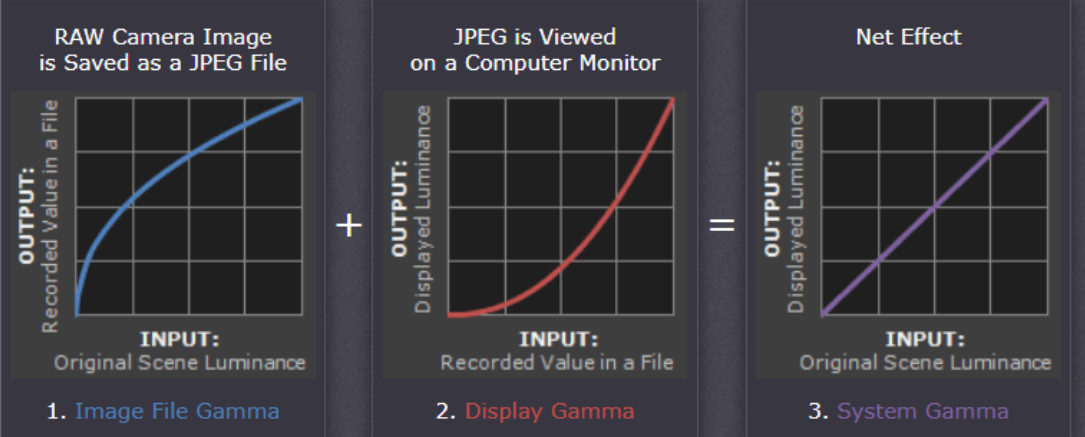 RAW Camera Image
is Saved as a JPEG File
OUTPUT:
Recorded Value in a File
INPUT:
Original Scene Luminance
1. Image File Gamma
+
JPEG is Viewed
on a Computer Monitor
OUTPUT:
Displayed Luminance
INPUT:
Recorded Value in a File
2. Display Gamma
=
Net Effect
OUTPUT:
Displayed Luminance
INPUT:
Original Scene Luminance
3. System Gamma